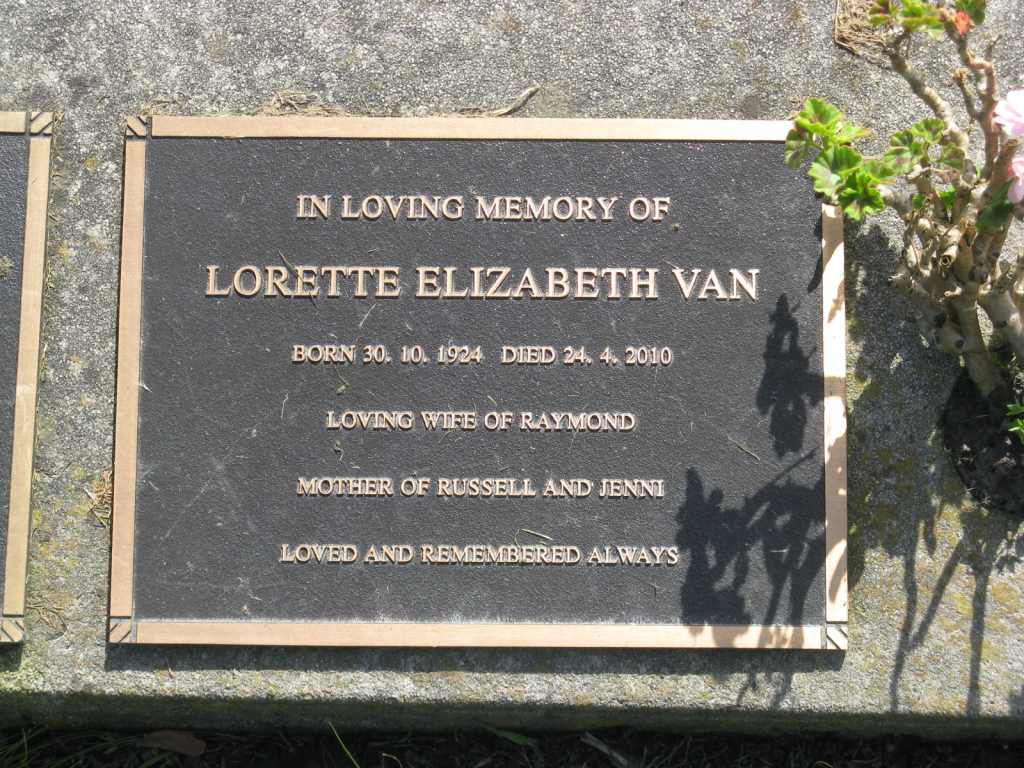 IN LOVING MEMORY OF
LORETTE ELIZABETH VAN
BORN 30. 10. 1924 DIED 24. 4. 2010
LOVING WIFE OF RAYMOND
MOTHER OF RUSSELL AND JENNI
LOVED AND REMEMBERED ALWAYS